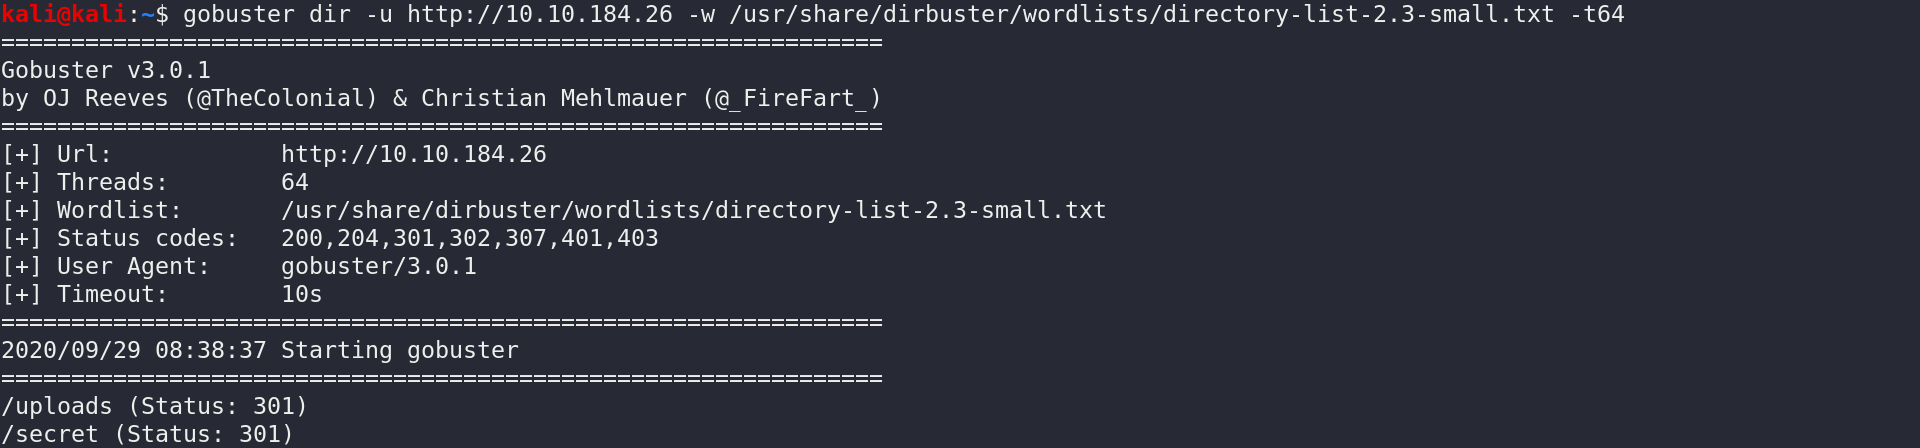 kali@kali:~$ gobuster dir -u http://10.10.184.26 -w /usr/share/dirbuster/wordlists/directory-list-2.3-small.txt -t64
===============================================================
Gobuster v3.0.1
by OJ Reeves (@TheColonial) & Christian Mehlmauer (@_FireFart_)
===============================================================
[+] Url:            http://10.10.184.26
[+] Threads:        64
[+] Wordlist:       /usr/share/dirbuster/wordlists/directory-list-2.3-small.txt
[+] Status codes:   200,204,301,302,307,401,403
[+] User Agent:     gobuster/3.0.1
[+] Timeout:        10s
===============================================================
2020/09/29 08:38:37 Starting gobuster
===============================================================
/uploads (Status: 301)
/secret (Status: 301)